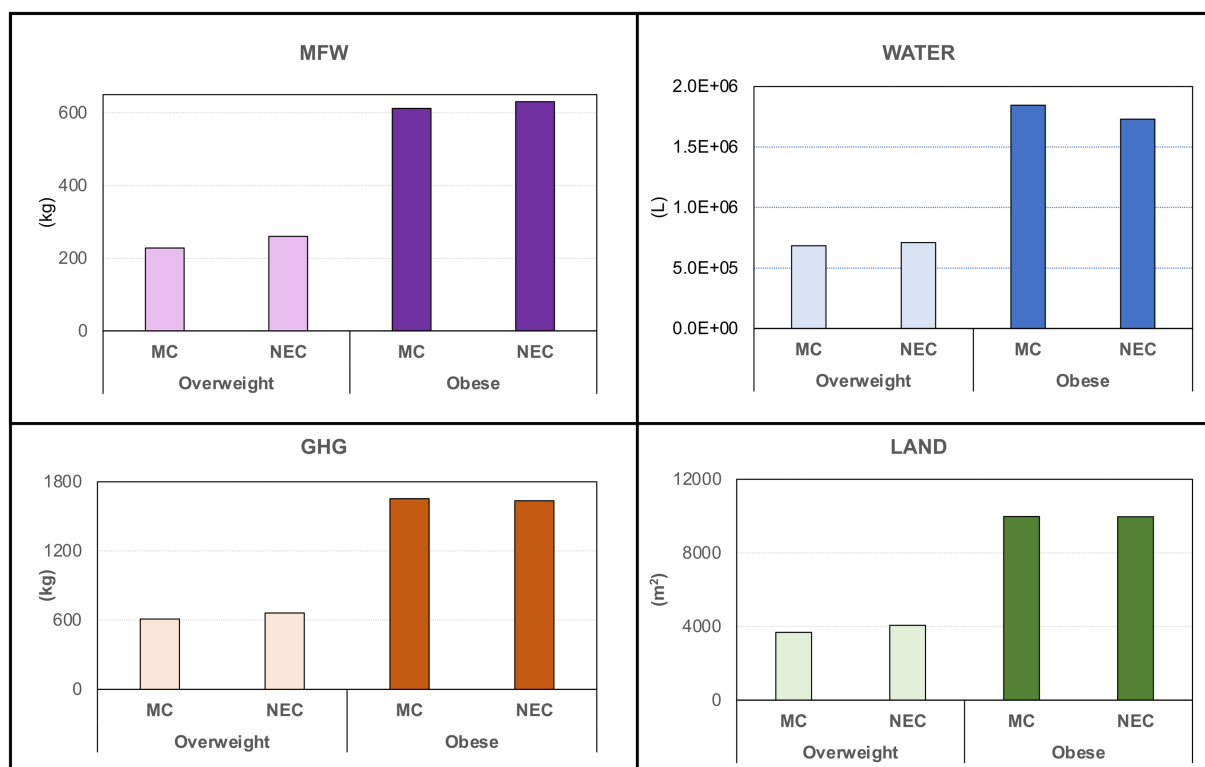 MFW
600
400
200
0
(kg)
MC NEC MC NEC
Overweight Obese
WATER
2.0E+06
1.5E+06
1.0E+06
5.0E+05
0.0E+00
(L)
MC NEC MC NEC
Overweight Obese
GHG
1800
1200
600
0
(kg)
MC NEC MC NEC
Overweight Obese
LAND
12000
8000
4000
0
(m²)
MC NEC MC NEC
Overweight Obese